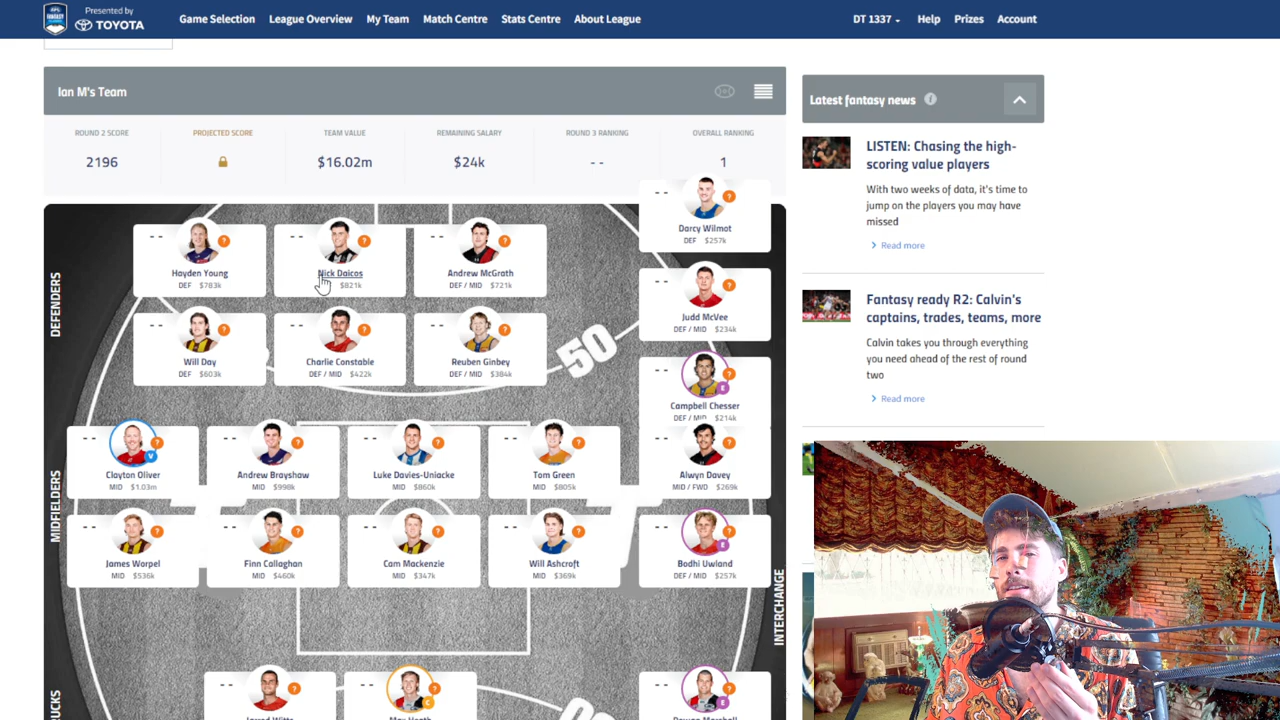 Presented by
TOYOTA
Game Selection League Overview My Team Match Centre Stats Centre About League
DT 1337 Help Prizes Account
Ian M's Team
ROUND 2 SCORE PROJECTED SCORE TEAM VALUE REMAINING SALARY ROUND 3 RANKING OVERALL RANKING
2196 $16.02m $24k - - 1
DEFENDERS
- - ?
Hayden Young
DEF $783k
- - ?
Nick Daicos
$821k
- - ?
Andrew McGrath
DEF / MID $721k
- - ?
Darcy Wilmot
DEF $257k
- - ?
Will Day
DEF $603k
- - ?
Charlie Constable
DEF / MID $422k
- - ?
Reuben Ginbey
DEF / MID $384k
- - ?
Judd McVee
DEF / MID $234k
- - ? E
Campbell Chesser
DEF / MID $214k
50
MIDFIELDERS
- - ? V
Clayton Oliver
MID $1.03m
- - ?
Andrew Brayshaw
MID $998k
- - ?
Luke Davies-Uniacke
MID $860k
- - ?
Tom Green
MID $805k
- - ?
Alwyn Davey
MID / FWD $269k
- - ?
James Worpel
MID $536k
- - ?
Finn Callaghan
MID $460k
- - ?
Cam Mackenzie
MID $347k
- - ?
Will Ashcroft
MID $369k
- - ? E
Bodhi Uwland
DEF / MID $257k
INTERCHANGE
RUCKS
- - ?
Jarrod Witts
- - ? C
- - ? E
Rowan Marshall
Latest fantasy news i
LISTEN: Chasing the high-
scoring value players
With two weeks of data, it's time to
jump on the players you may have
missed
Read more
Fantasy ready R2: Calvin's
captains, trades, teams, more
Calvin takes you through everything
you need ahead of the rest of round
two
Read more